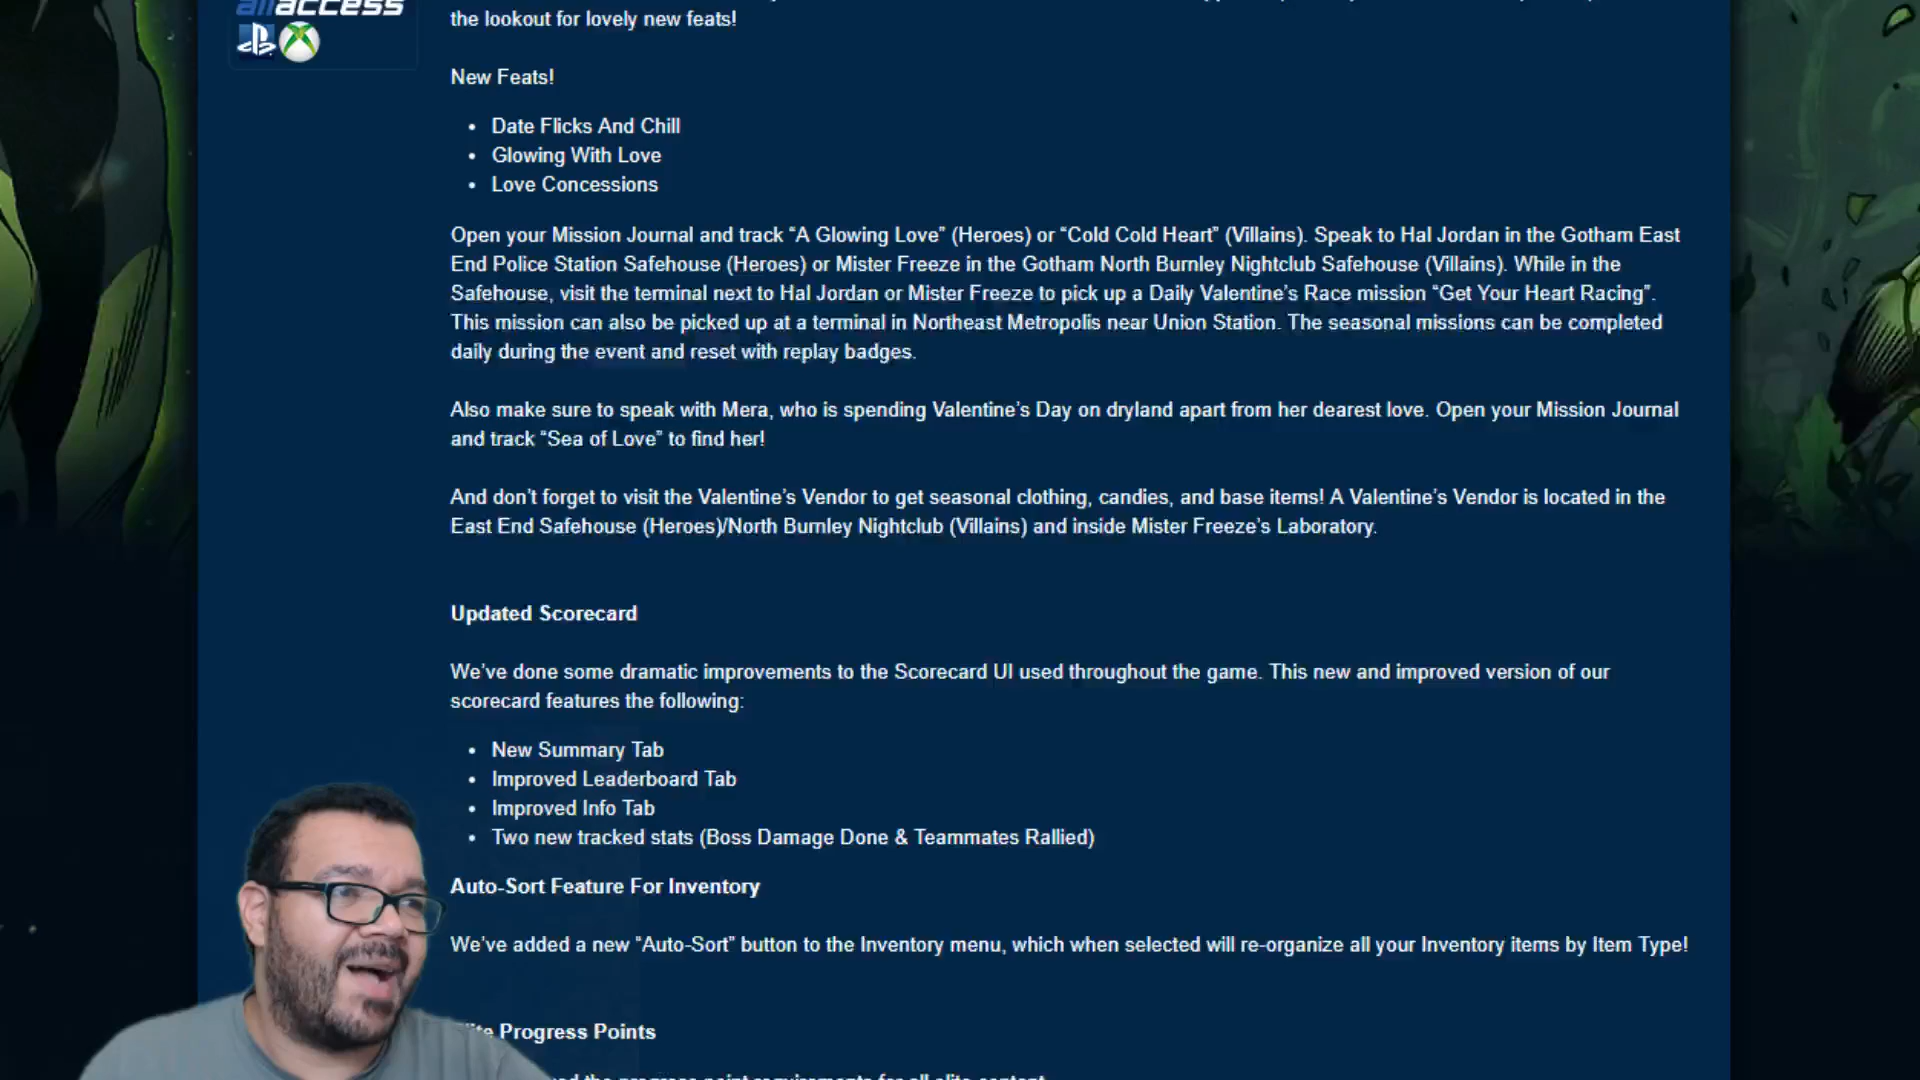 allaccess
the lookout for lovely new feats!
New Feats!
• Date Flicks And Chill
• Glowing With Love
• Love Concessions
Open your Mission Journal and track “A Glowing Love” (Heroes) or “Cold Cold Heart” (Villains). Speak to Hal Jordan in the Gotham East
End Police Station Safehouse (Heroes) or Mister Freeze in the Gotham North Burnley Nightclub Safehouse (Villains). While in the
Safehouse, visit the terminal next to Hal Jordan or Mister Freeze to pick up a Daily Valentine’s Race mission “Get Your Heart Racing”.
This mission can also be picked up at a terminal in Northeast Metropolis near Union Station. The seasonal missions can be completed
daily during the event and reset with replay badges.
Also make sure to speak with Mera, who is spending Valentine’s Day on dryland apart from her dearest love. Open your Mission Journal
and track “Sea of Love” to find her!
And don’t forget to visit the Valentine’s Vendor to get seasonal clothing, candies, and base items! A Valentine’s Vendor is located in the
East End Safehouse (Heroes)/North Burnley Nightclub (Villains) and inside Mister Freeze’s Laboratory.
Updated Scorecard
We’ve done some dramatic improvements to the Scorecard UI used throughout the game. This new and improved version of our
scorecard features the following:
• New Summary Tab
• Improved Leaderboard Tab
• Improved Info Tab
• Two new tracked stats (Boss Damage Done & Teammates Rallied)
Auto-Sort Feature For Inventory
We’ve added a new “Auto-Sort” button to the Inventory menu, which when selected will re-organize all your Inventory items by Item Type!
Progress Points
the progress point requirements for all elite content